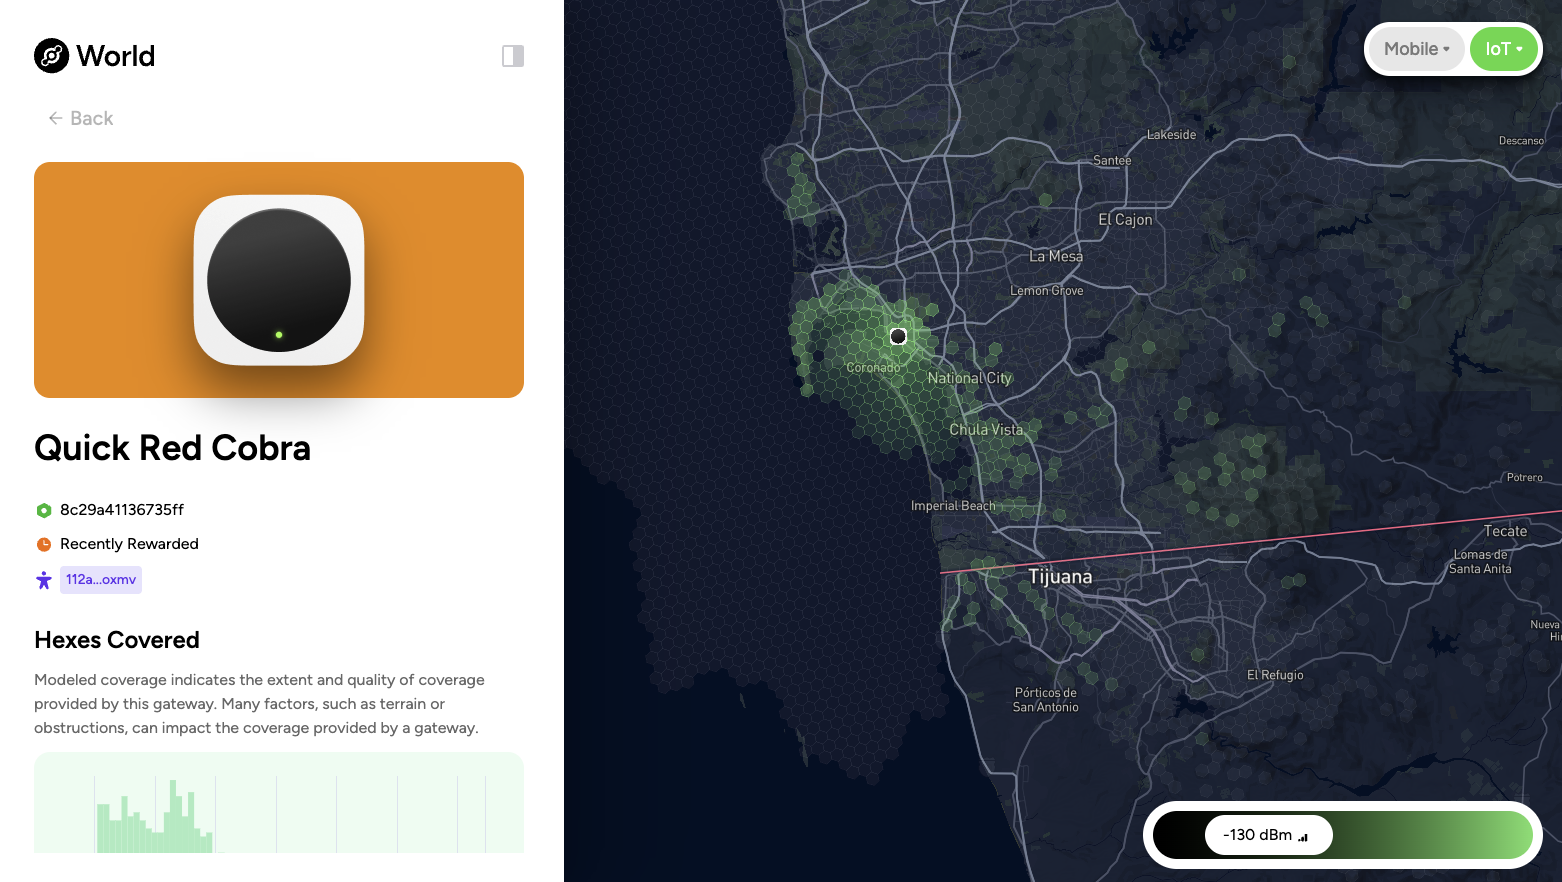 World
Back
Quick Red Cobra
8c29a41136735ff
Recently Rewarded
112a...oxmv
Hexes Covered
Modeled coverage indicates the extent and quality of coverage
provided by this gateway. Many factors, such as terrain or
obstructions, can impact the coverage provided by a gateway.
Mobile
IoT
Lakeside
Descanso
Santee
El Cajon
La Mesa
Lemon Grove
Coronado
National City
Chula Vista
Potrero
Imperial Beach
Tecate
Lomas de
Santa Anita
Tijuana
Nueva
Hi
El Refugio
Pórticos de
San Antonio
-130 dBm